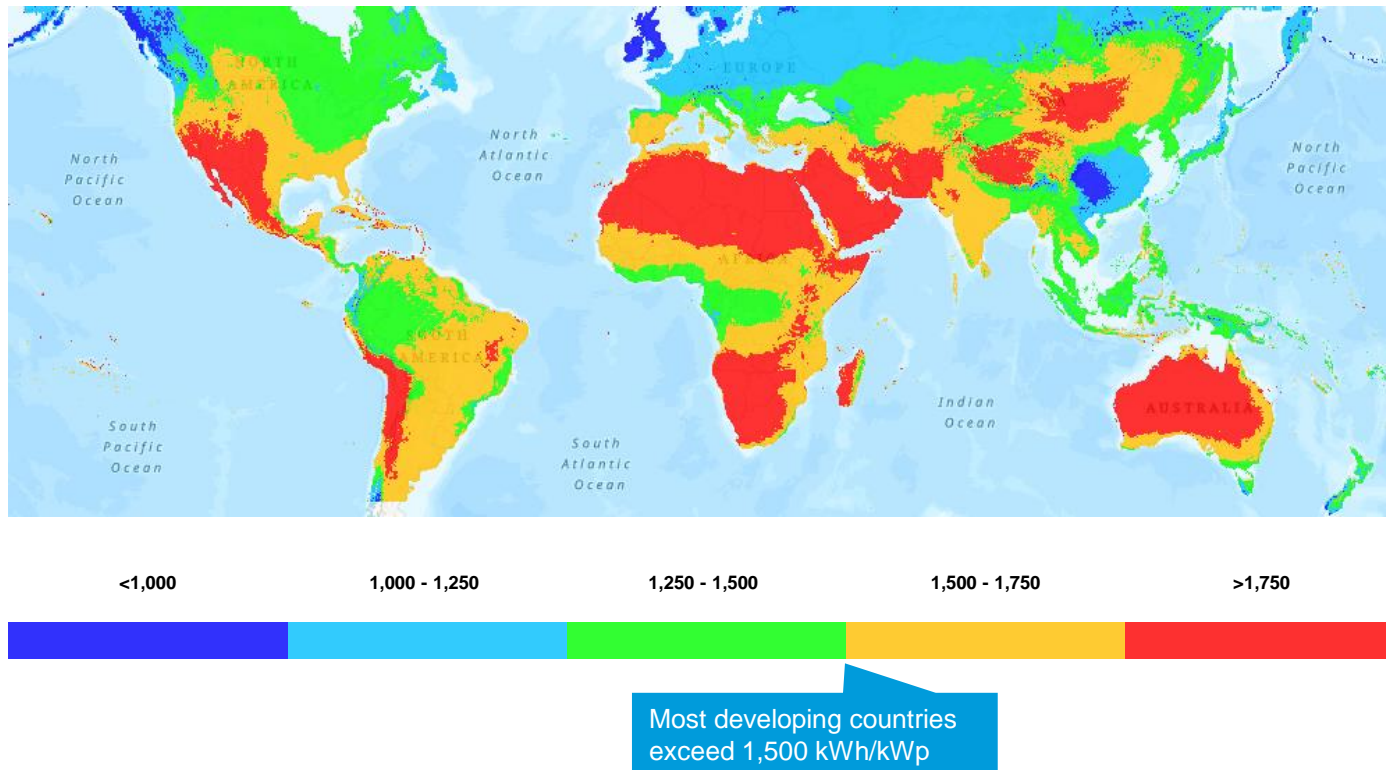 NORTH
AMERICA
EUROPE
North
Atlantic
Ocean
North
Pacific
Ocean
North
Pacific
Ocean
AFRICA
SOUTH
AMERICA
Indian
Ocean
AUSTRALIA
South
Pacific
Ocean
South
Atlantic
Ocean
<1,000
1,000 - 1,250
1,250 - 1,500
1,500 - 1,750
>1,750
Most developing countries
exceed 1,500 kWh/kWp